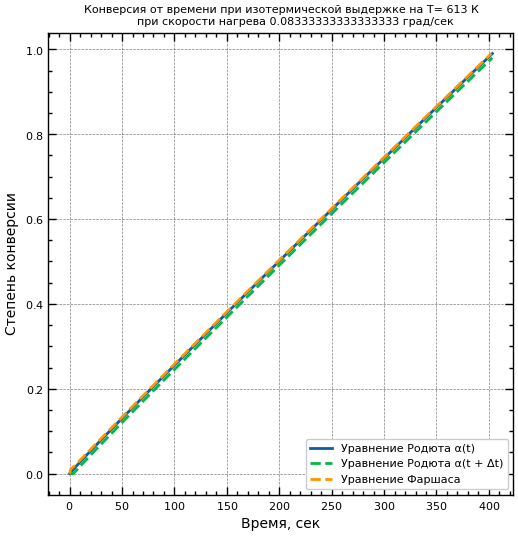 Конверсия от времени при изотермической выдержке на T= 613 K
при скорости нагрева 0.08333333333333333 град/сек
Степень конверсии
1.0
0.8
0.6
0.4
0.2
0.0
Уравнение Родюта α(t)
Уравнение Родюта α(t + Δt)
Уравнение Фаршаса
0 50 100 150 200 250 300 350 400
Время, сек